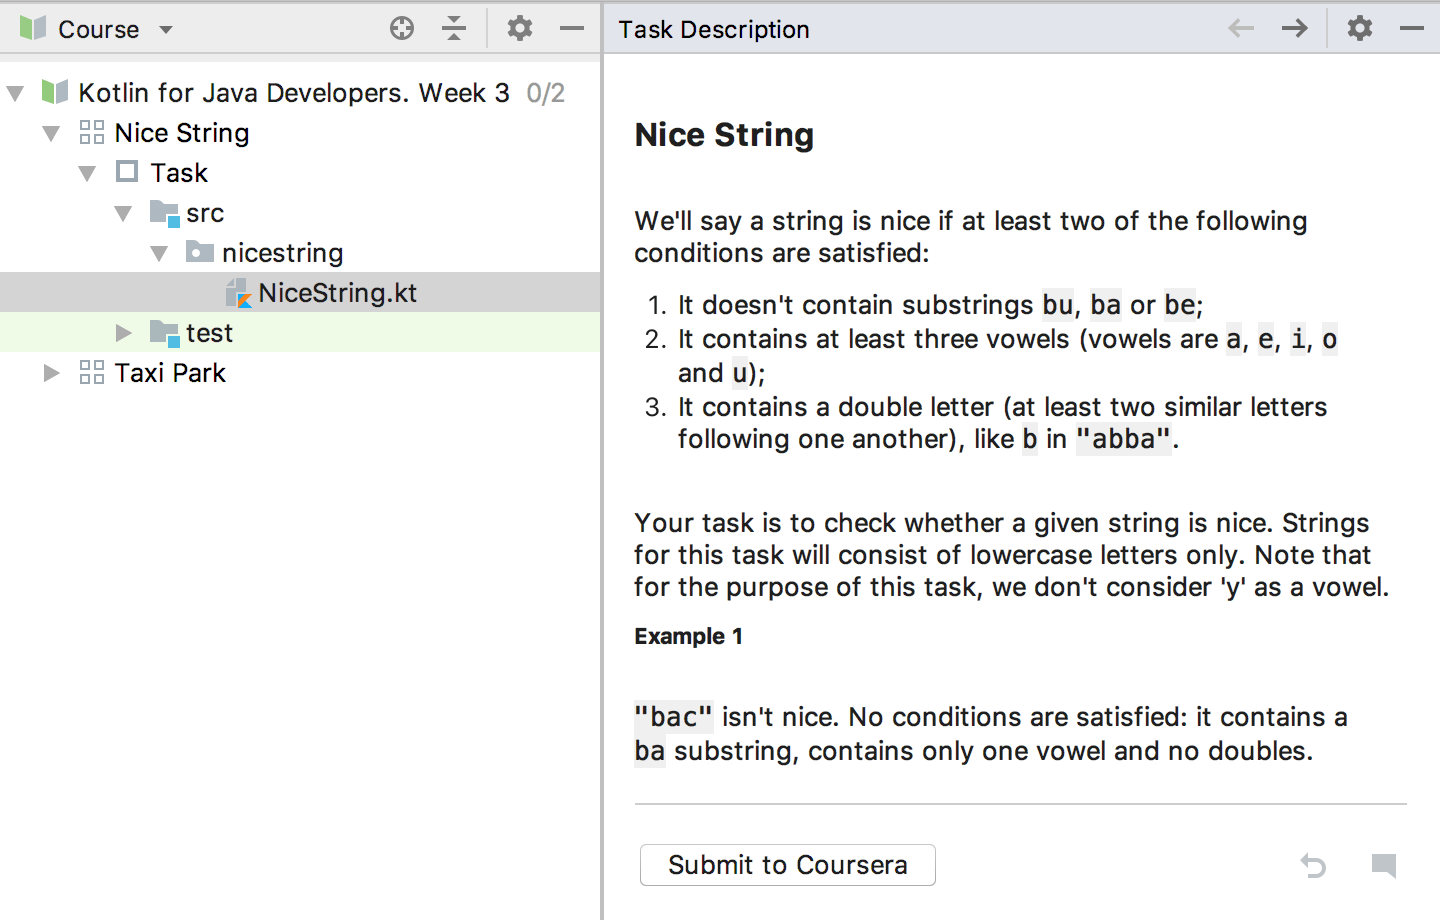 Course
Kotlin for Java Developers. Week 3 0/2
Nice String
Task
src
nicestring
NiceString.kt
test
Taxi Park
Task Description
Nice String
We'll say a string is nice if at least two of the following
conditions are satisfied:
1. It doesn't contain substrings bu, ba or be;
2. It contains at least three vowels (vowels are a, e, i, o
and u);
3. It contains a double letter (at least two similar letters
following one another), like b in "abba".
Your task is to check whether a given string is nice. Strings
for this task will consist of lowercase letters only. Note that
for the purpose of this task, we don't consider 'y' as a vowel.
Example 1
"bac" isn't nice. No conditions are satisfied: it contains a
ba substring, contains only one vowel and no doubles.
Submit to Coursera